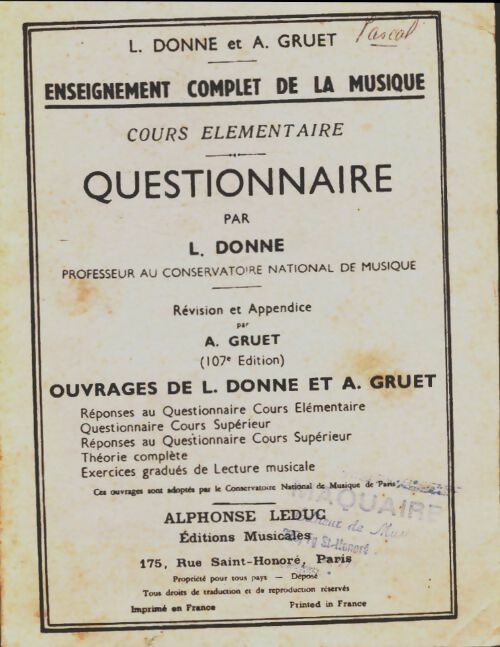 Pascal
L. DONNE et A. GRUET
ENSEIGNEMENT COMPLET DE LA MUSIQUE
COURS ELEMENTAIRE
QUESTIONNAIRE
PAR
L. DONNE
PROFESSEUR AU CONSERVATOIRE NATIONAL DE MUSIQUE
Révision et Appendice
par
A. GRUET
(107e Edition)
OUVRAGES DE L. DONNE ET A. GRUET
Réponses au Questionnaire Cours Elémentaire
Questionnaire Cours Supérieur
Réponses au Questionnaire Cours Supérieur
Théorie complète
Exercices gradués de Lecture musicale
Ces ouvrages sont adoptés par le Conservatoire National de Musique de Paris
MAQUAIRE
de
St-Honoré
ALPHONSE LEDUC
Éditions Musicales
175, Rue Saint-Honoré, Paris
Propriété pour tous pays — Déposé
Tous droits de traduction et de reproduction réservés
Imprimé en France Printed in France